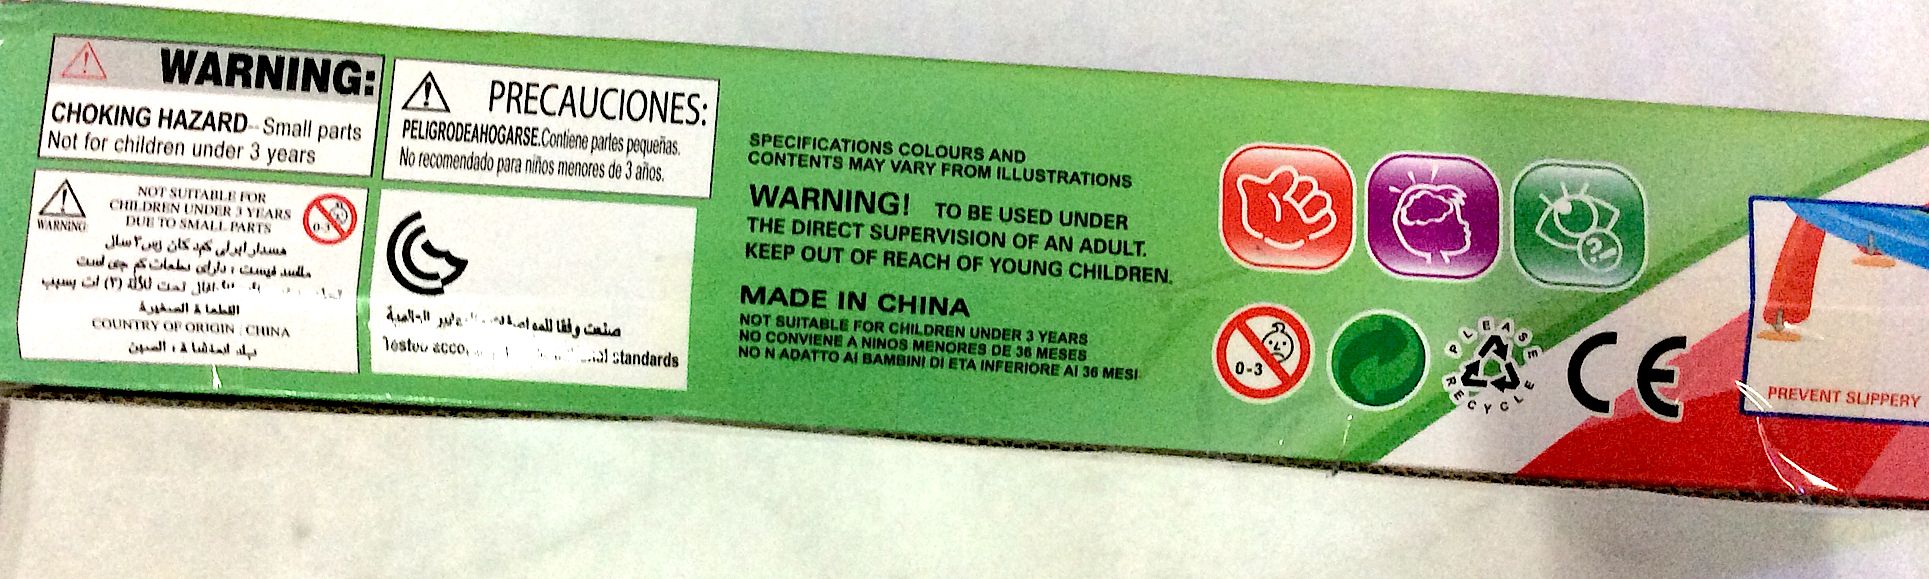 WARNING:
CHOKING HAZARD--Small parts
Not for children under 3 years
PRECAUCIONES:
PELIGRODEAHOGARSE.Contiene partes pequeñas.
No recomendado para niños menores de 3 años.
WARNING
NOT SUITABLE FOR
CHILDREN UNDER 3 YEARS
DUE TO SMALL PARTS
0-3
COUNTRY OF ORIGIN : CHINA
صنعت وفقا للمواصفات
standards
SPECIFICATIONS COLOURS AND
CONTENTS MAY VARY FROM ILLUSTRATIONS
WARNING! TO BE USED UNDER
THE DIRECT SUPERVISION OF AN ADULT.
KEEP OUT OF REACH OF YOUNG CHILDREN.
MADE IN CHINA
NOT SUITABLE FOR CHILDREN UNDER 3 YEARS
NO CONVIENE A NINOS MENORES DE 36 MESES
NO N ADATTO AI BAMBINI DI ETA INFERIORE AI 36 MESI
?
0-3
PLEASE
RECYCLE
CE
PREVENT SLIPPERY